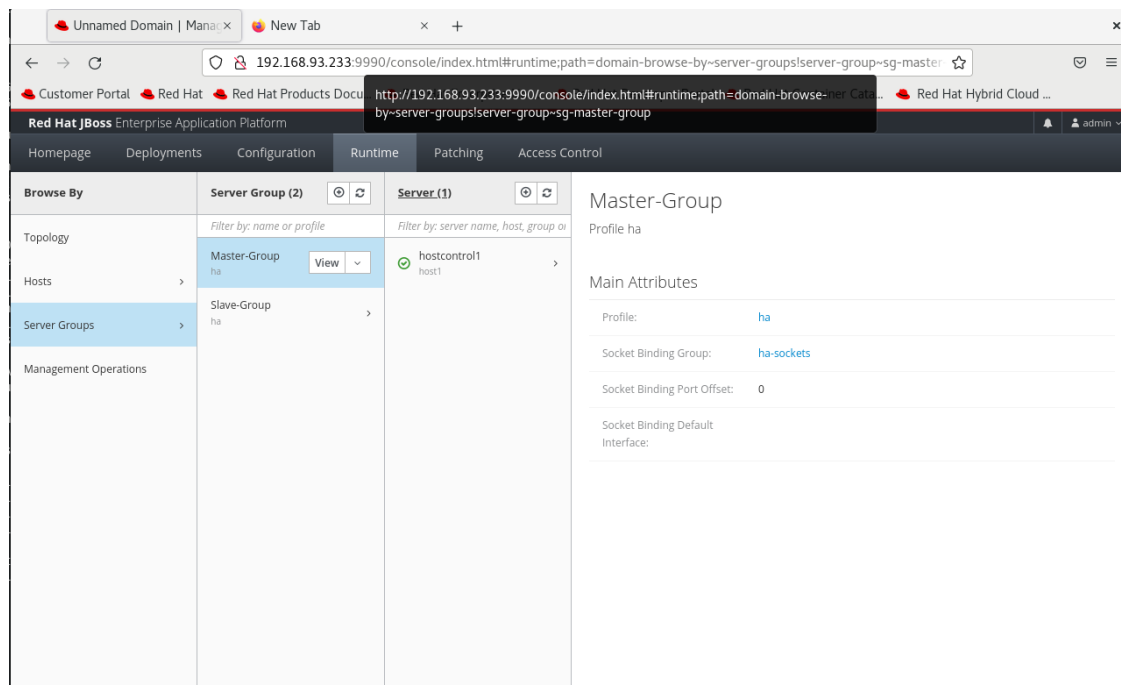 Unnamed Domain | Manag
New Tab
192.168.93.233:9990/console/index.html#runtime;path=domain-browse-by~server-groups!server-group~sg-master-
Customer Portal Red Hat Red Hat Products Docu... Red Hat Hybrid Cloud ...
http://192.168.93.233:9990/console/index.html#runtime;path=domain-browse-
by~server-groups!server-group~sg-master-group
Red Hat JBoss Enterprise Application Platform admin
Homepage Deployments Configuration Runtime Patching Access Control
Browse By
Topology
Hosts
Server Groups
Management Operations
Server Group (2)
Filter by: name or profile
Master-Group
ha
View
Slave-Group
ha
Server (1)
Filter by: server name, host, group or
hostcontrol1
host1
Master-Group
Profile ha
Main Attributes
Profile: ha
Socket Binding Group: ha-sockets
Socket Binding Port Offset: 0
Socket Binding Default
Interface: